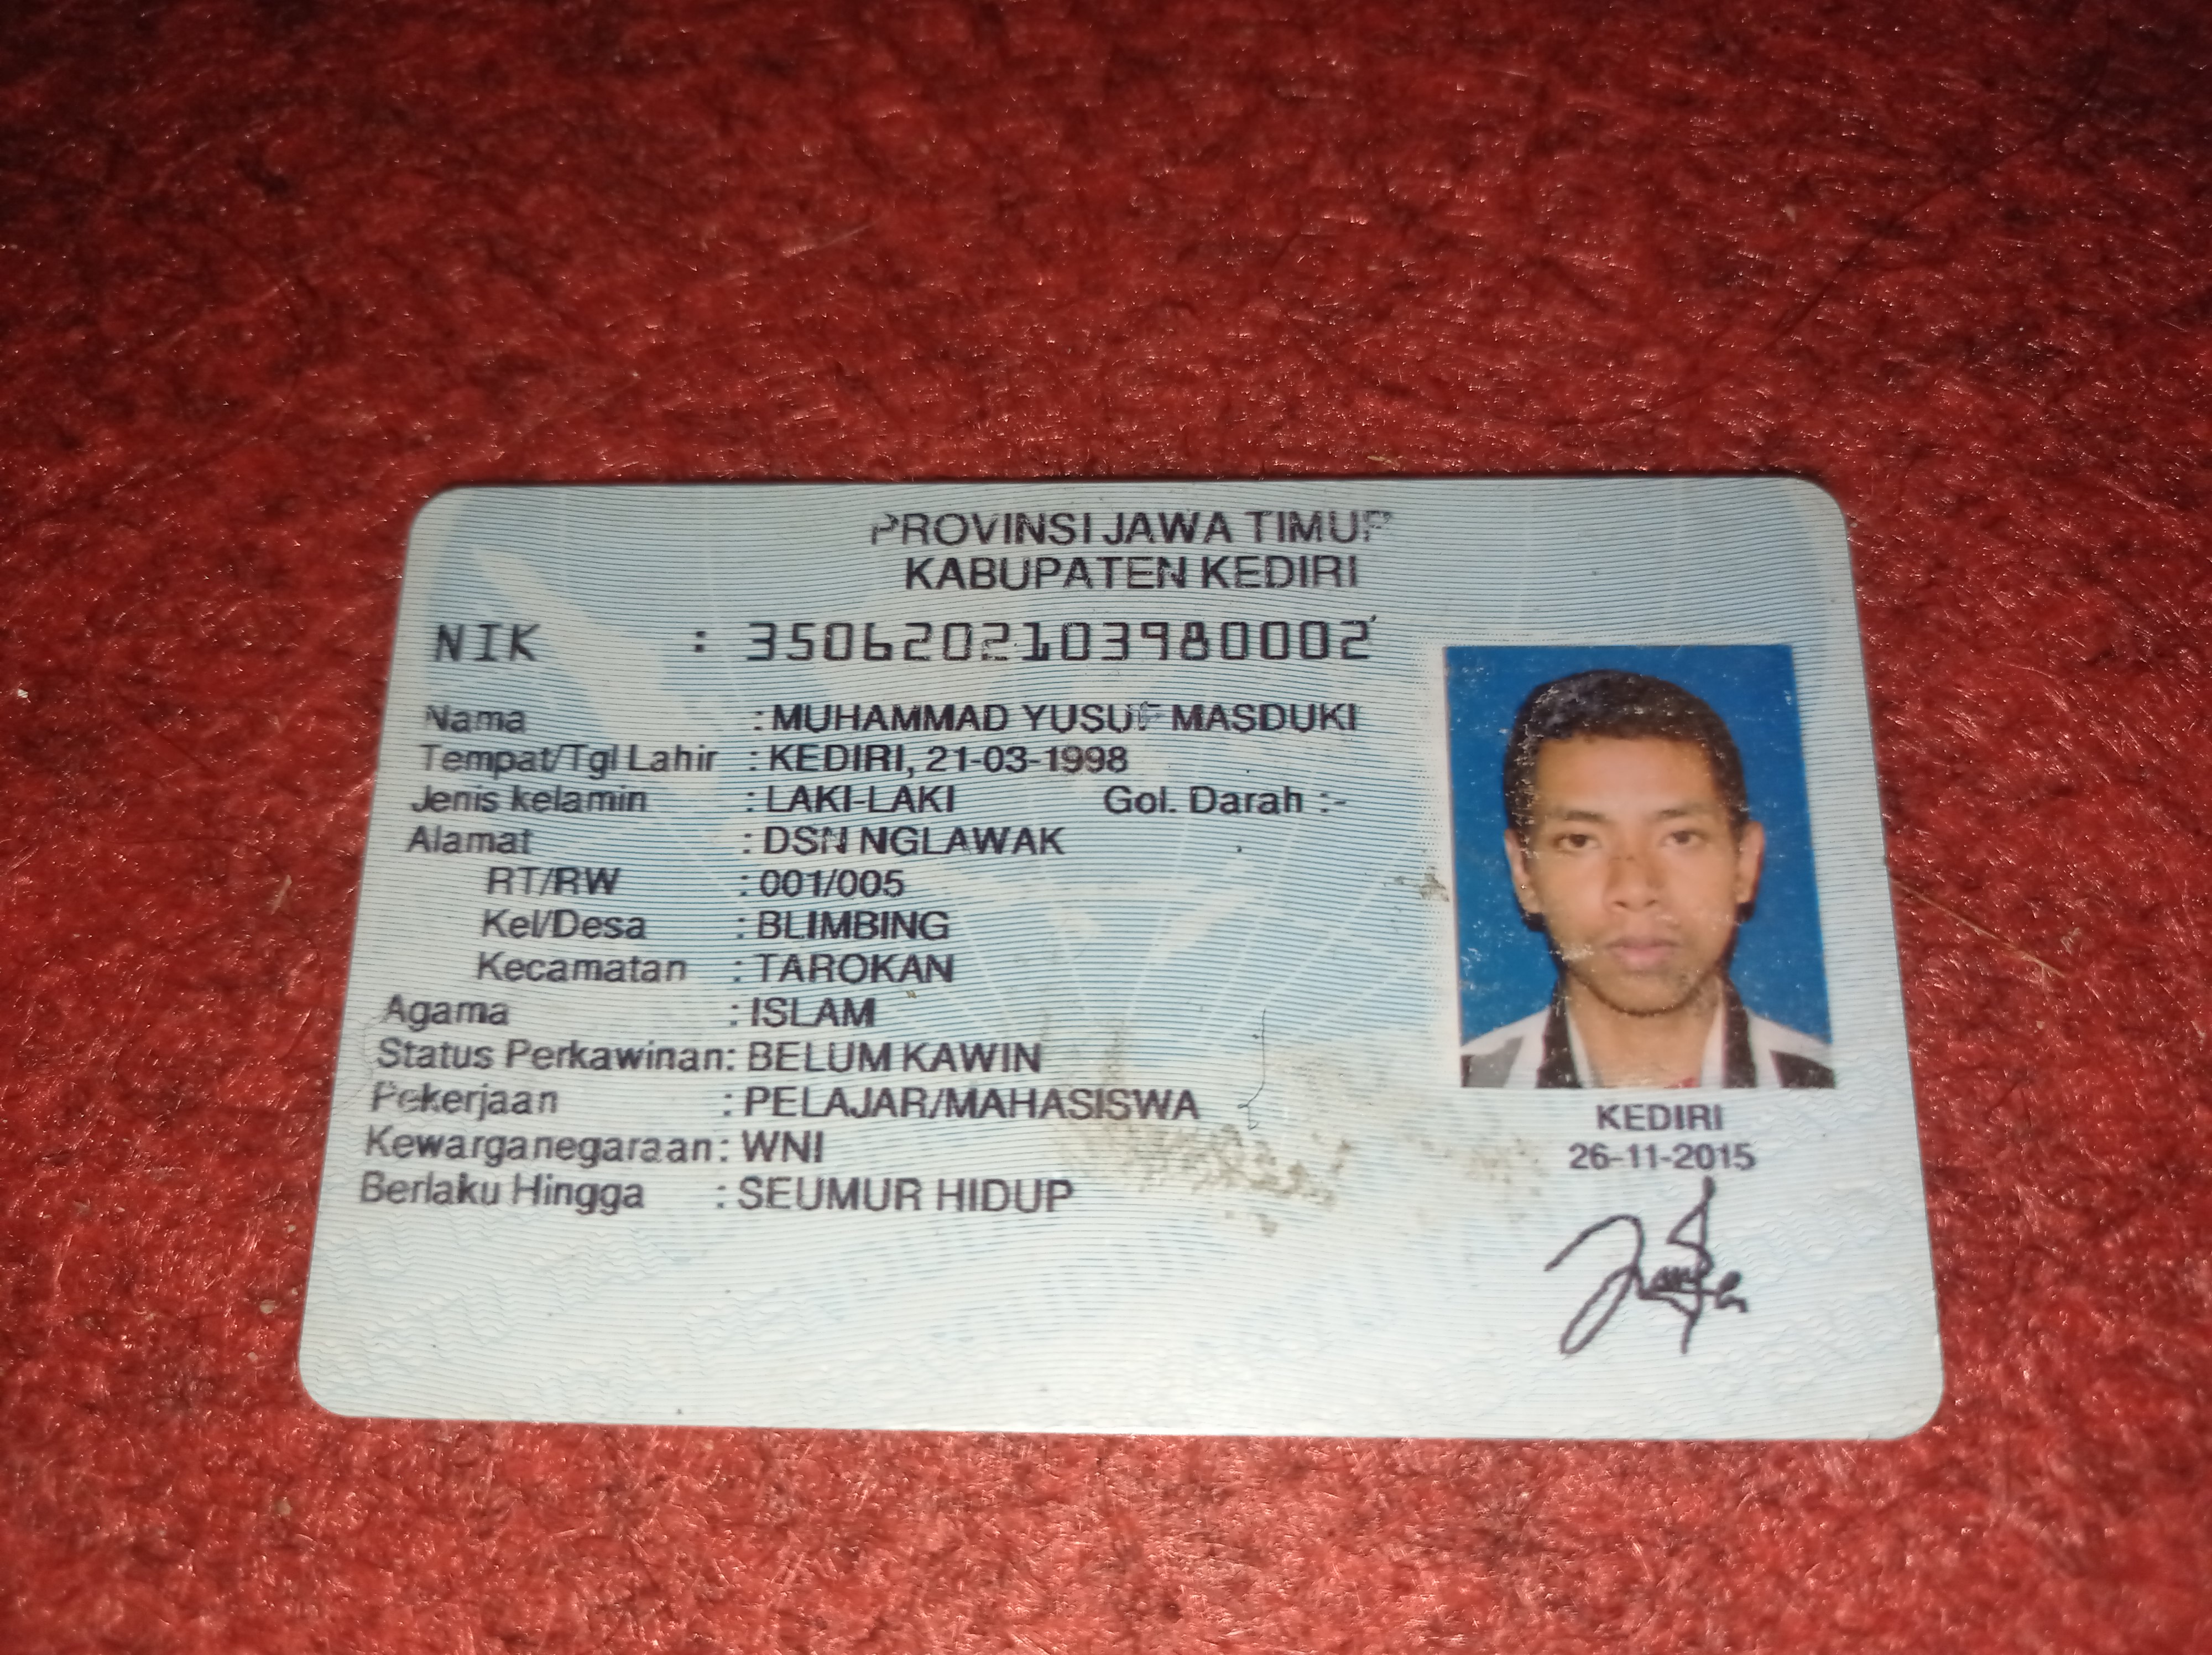 PROVINSI JAWA TIMUR
KABUPATEN KEDIRI
NIK : 3506202103980002
Nama : MUHAMMAD YUSUF MASDUKI
Tempat/Tgl Lahir : KEDIRI, 21-03-1998
Jenis kelamin : LAKI-LAKI Gol. Darah :-
Alamat : DSN NGLAWAK
RT/RW : 001/005
Kel/Desa : BLIMBING
Kecamatan : TAROKAN
Agama : ISLAM
Status Perkawinan: BELUM KAWIN
Pekerjaan : PELAJAR/MAHASISWA
Kewarganegaraan: WNI
Berlaku Hingga : SEUMUR HIDUP
KEDIRI
26-11-2015